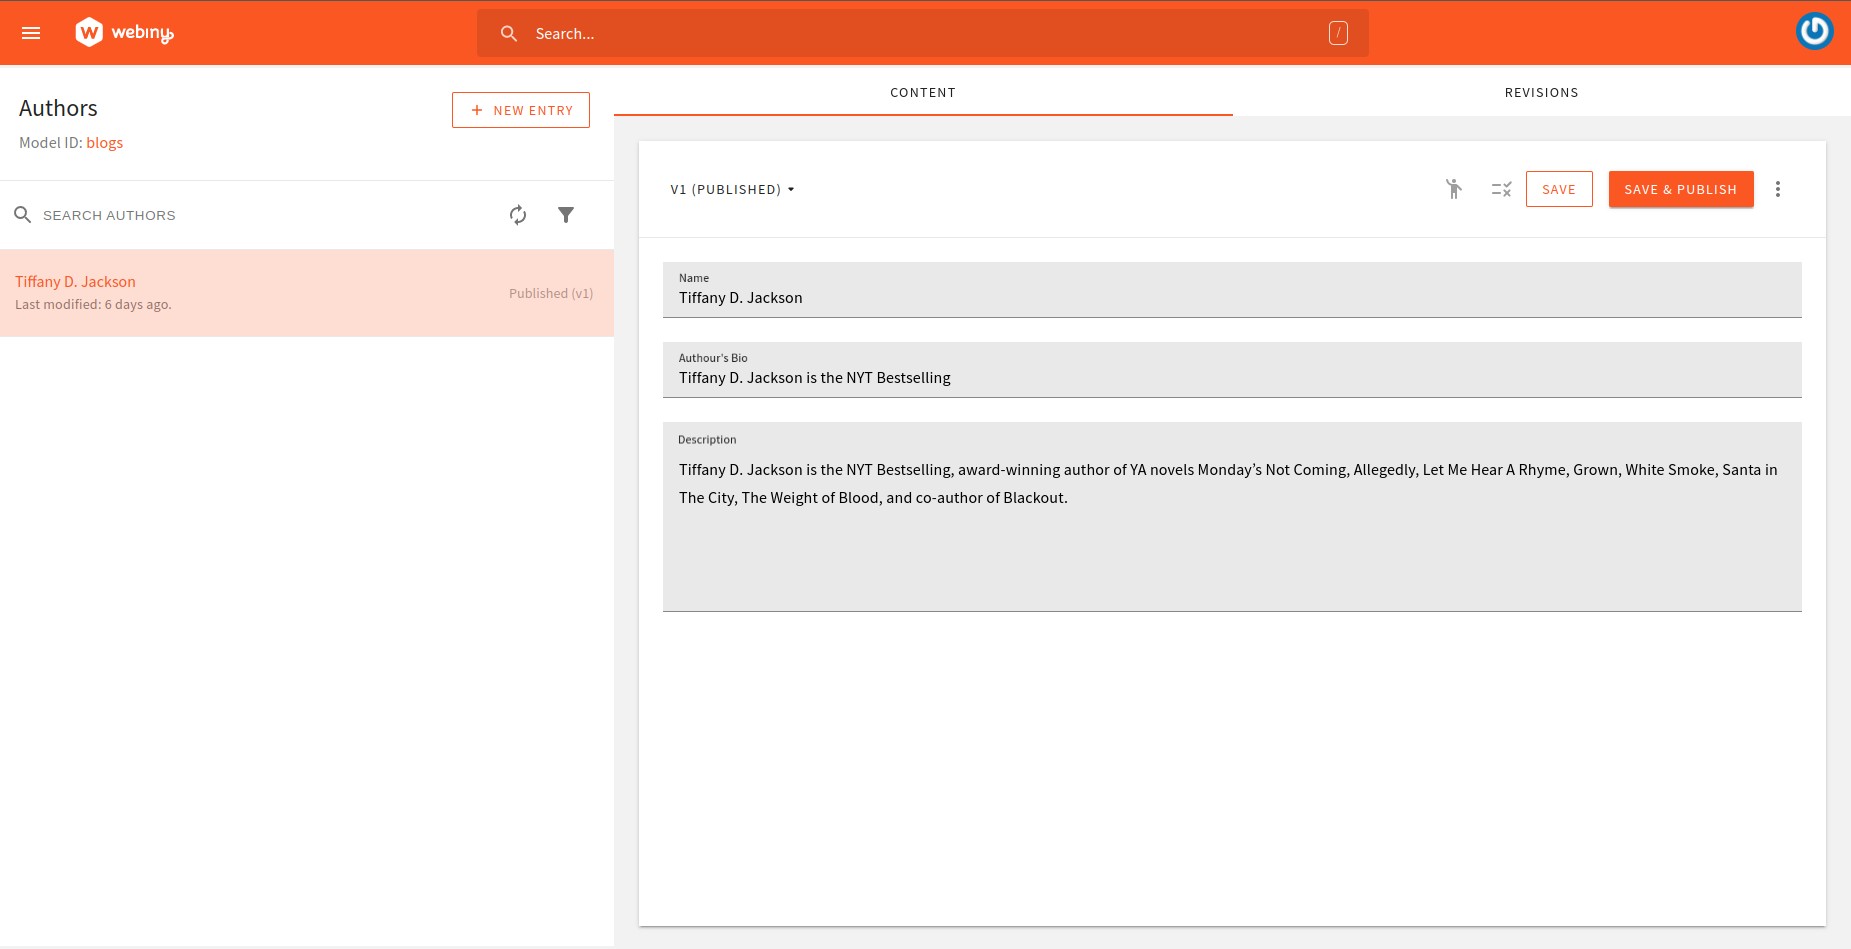 webiny
Search...
/
Authors
NEW ENTRY
Model ID: blogs
SEARCH AUTHORS
Tiffany D. Jackson
Last modified: 6 days ago.
Published (v1)
CONTENT
REVISIONS
V1 (PUBLISHED)
SAVE
SAVE & PUBLISH
Name
Tiffany D. Jackson
Authour's Bio
Tiffany D. Jackson is the NYT Bestselling
Description
Tiffany D. Jackson is the NYT Bestselling, award-winning author of YA novels Monday’s Not Coming, Allegedly, Let Me Hear A Rhyme, Grown, White Smoke, Santa in
The City, The Weight of Blood, and co-author of Blackout.